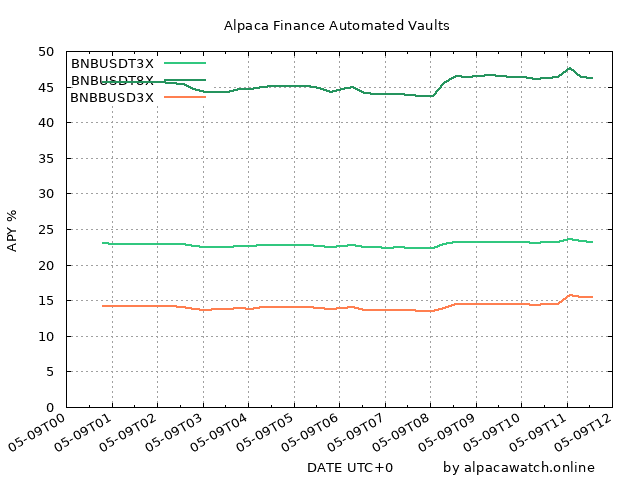 Alpaca Finance Automated Vaults
BNBUSDT3X
BNBUSDT8X
BNBBUSD3X
APY %
50
45
40
35
30
25
20
15
10
5
0
05-09T00
05-09T01
05-09T02
05-09T03
05-09T04
05-09T05
05-09T06
05-09T07
05-09T08
05-09T09
05-09T10
05-09T11
05-09T12
DATE UTC+0
by alpacawatch.online